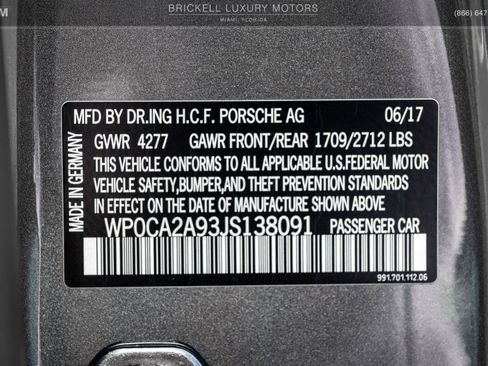 M
BRICKELL LUXURY MOTORS
MIAMI, FLORIDA
(866) 647
MFD BY DR.ING H.C.F. PORSCHE AG 06/17
GVWR 4277 GAWR FRONT/REAR 1709/2712 LBS
THIS VEHICLE CONFORMS TO ALL APPLICABLE U.S.FEDERAL MOTOR
VEHICLE SAFETY,BUMPER,AND THEFT PREVENTION STANDARDS
IN EFFECT ON THE DATE OF MANUFACTURE SHOWN ABOVE
WP0CA2A93JS138091 PASSENGER CAR
991.701.112.06
MADE IN GERMANY